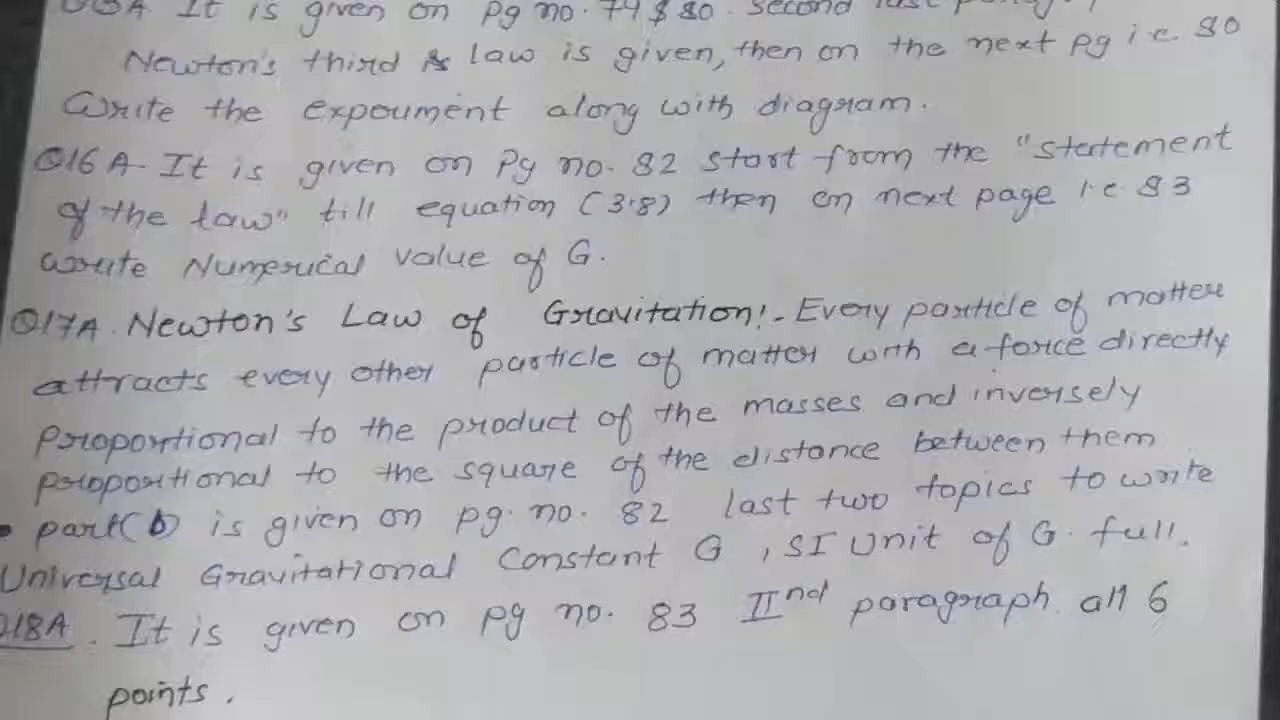 A. It is given on pg no. 79 & 80. second last
Newton's third law is given, then on the next pg i.e. 80
Write the expoument along with diagram.
Q16 A- It is given on Pg no. 82 start from the "statement
of the law" till equation (3.8) then on next page i.e 83
write Numerical value of G.
Q17A. Newton's Law of Gravitation:- Every particle of matter
attracts every other particle of matter with a force directly
Proportional to the product of the masses and inversely
proportional to the square of the distance between them
• part(b) is given on pg. no. 82 last two topics to write
Universal Gravitational Constant G, SI Unit of G. full.
Q18A. It is given on pg no. 83 IInd paragraph all 6
points.